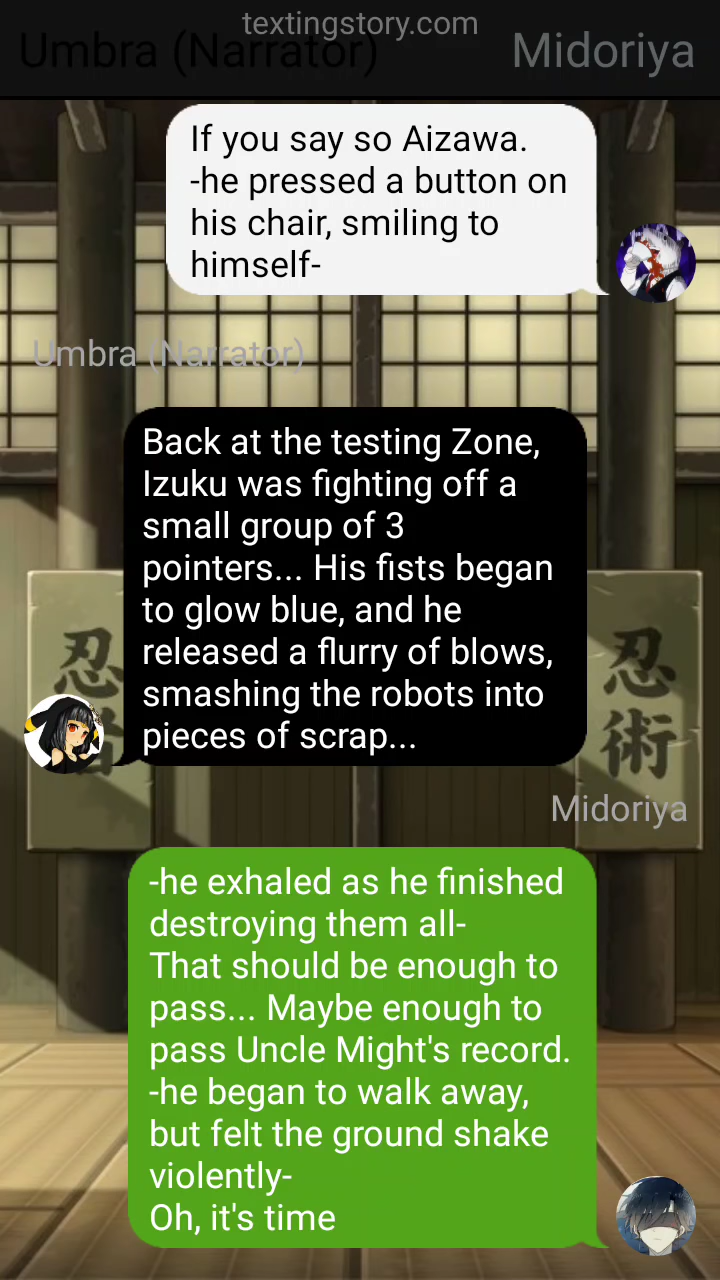 textingstory.com
Umbra (Narrator)
Midoriya
If you say so Aizawa.
-he pressed a button on
his chair, smiling to
himself-
Umbra (Narrator)
Back at the testing Zone,
Izuku was fighting off a
small group of 3
pointers... His fists began
to glow blue, and he
released a flurry of blows,
smashing the robots into
pieces of scrap...
忍者
忍術
Midoriya
-he exhaled as he finished
destroying them all-
That should be enough to
pass... Maybe enough to
pass Uncle Might's record.
-he began to walk away,
but felt the ground shake
violently-
Oh, it's time